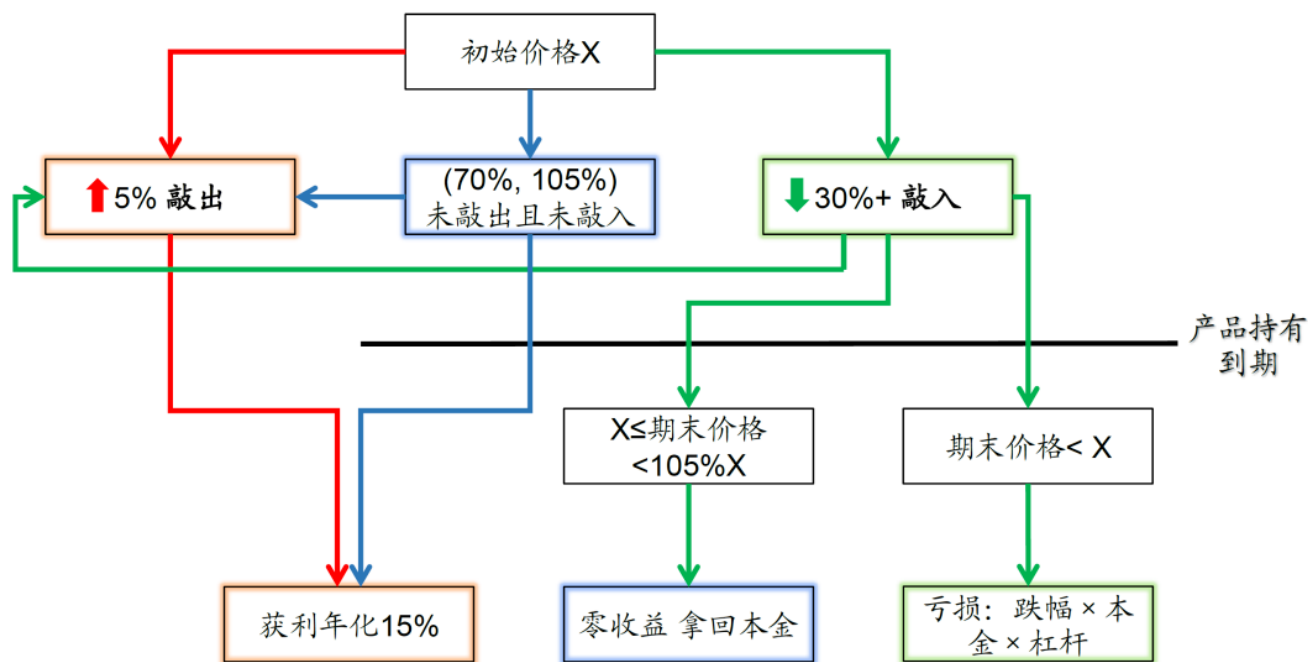 初始价格X
5% 敲出
(70%, 105%)
未敲出且未敲入
30%+ 敲入
产品持有
到期
X≤期末价格
<105%X
期末价格< X
获利年化15%
零收益 拿回本金
亏损：跌幅 × 本
金 × 杠杆